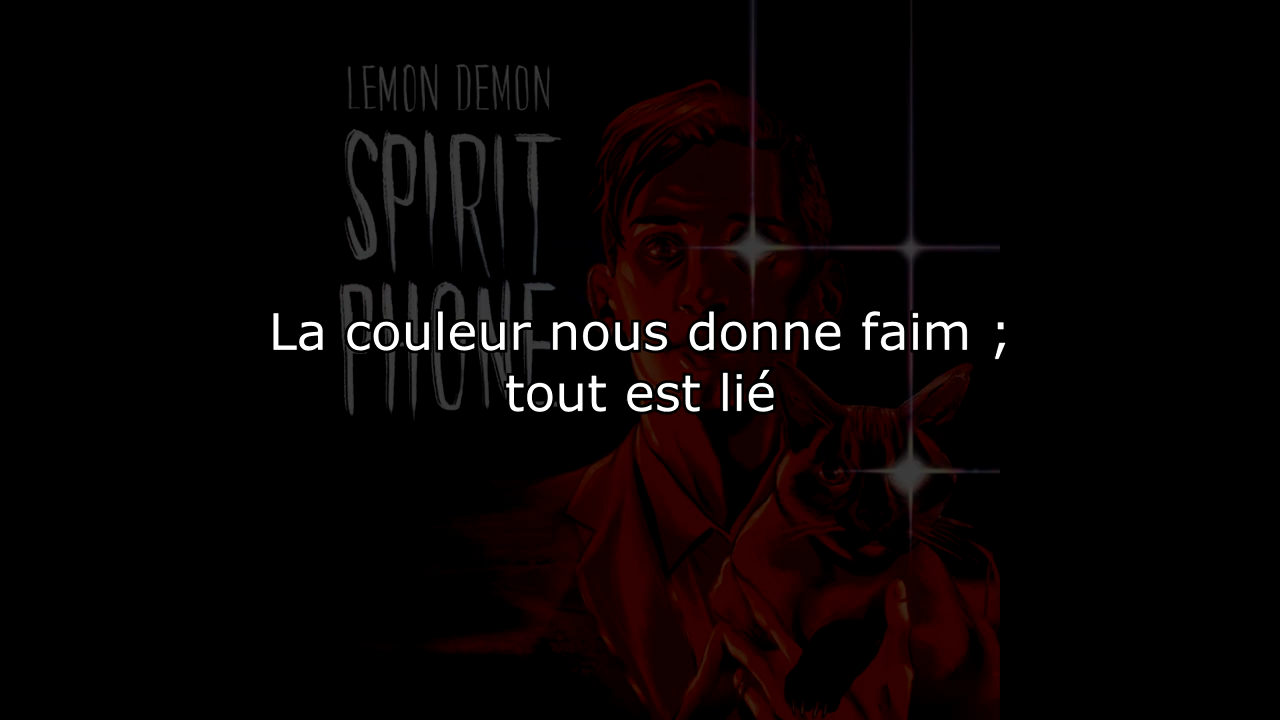 LEMON DEMON
SPIRIT
PHONE
La couleur nous donne faim ;
tout est lié